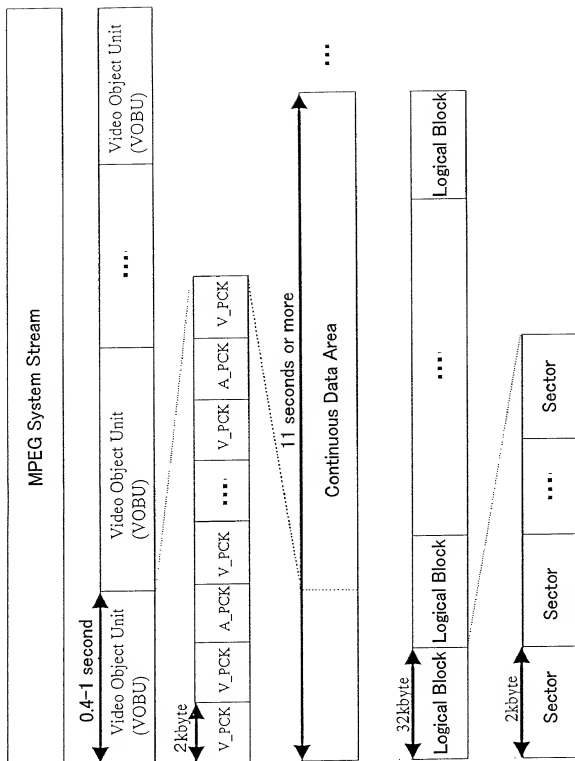 MPEG System Stream
0.4-1 second
Video Object Unit
(VOBU)
Video Object Unit
(VOBU)
....
Video Object Unit
(VOBU)
2kbyte
V_PCK V_PCK A_PCK V_PCK .... V_PCK A_PCK V_PCK
11 seconds or more
Continuous Data Area ...
32kbyte
Logical Block Logical Block .... Logical Block
2kbyte
Sector Sector .... Sector